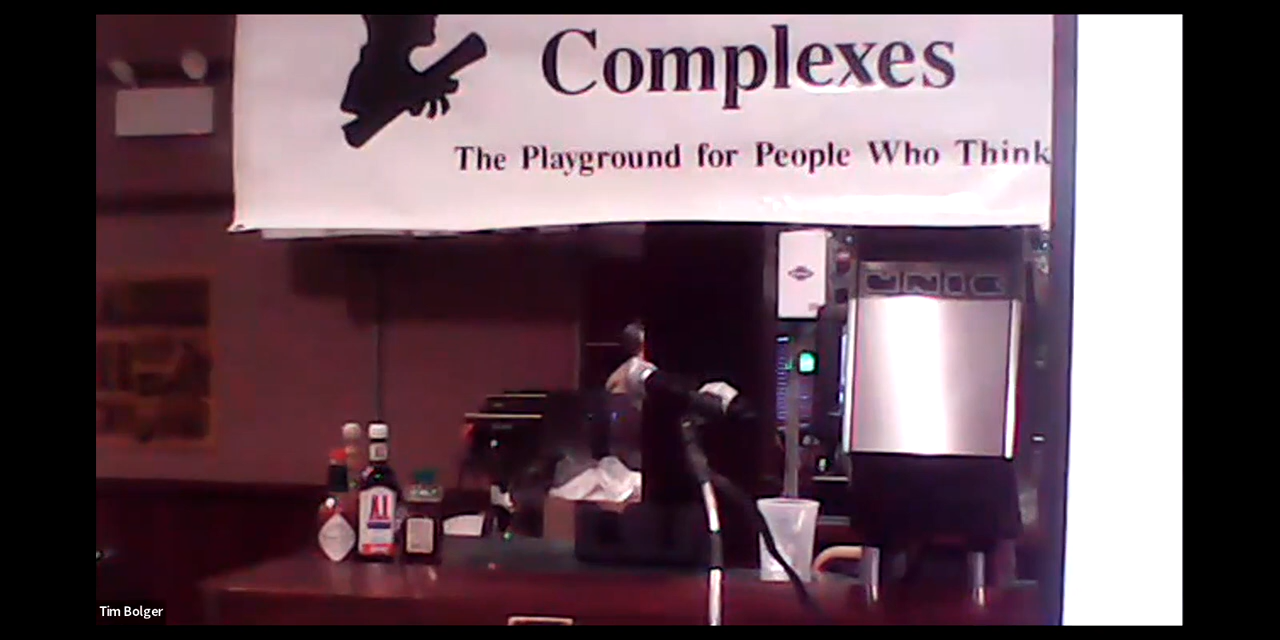 Complexes
The Playground for People Who Think
UNIC
A1
Tim Bolger